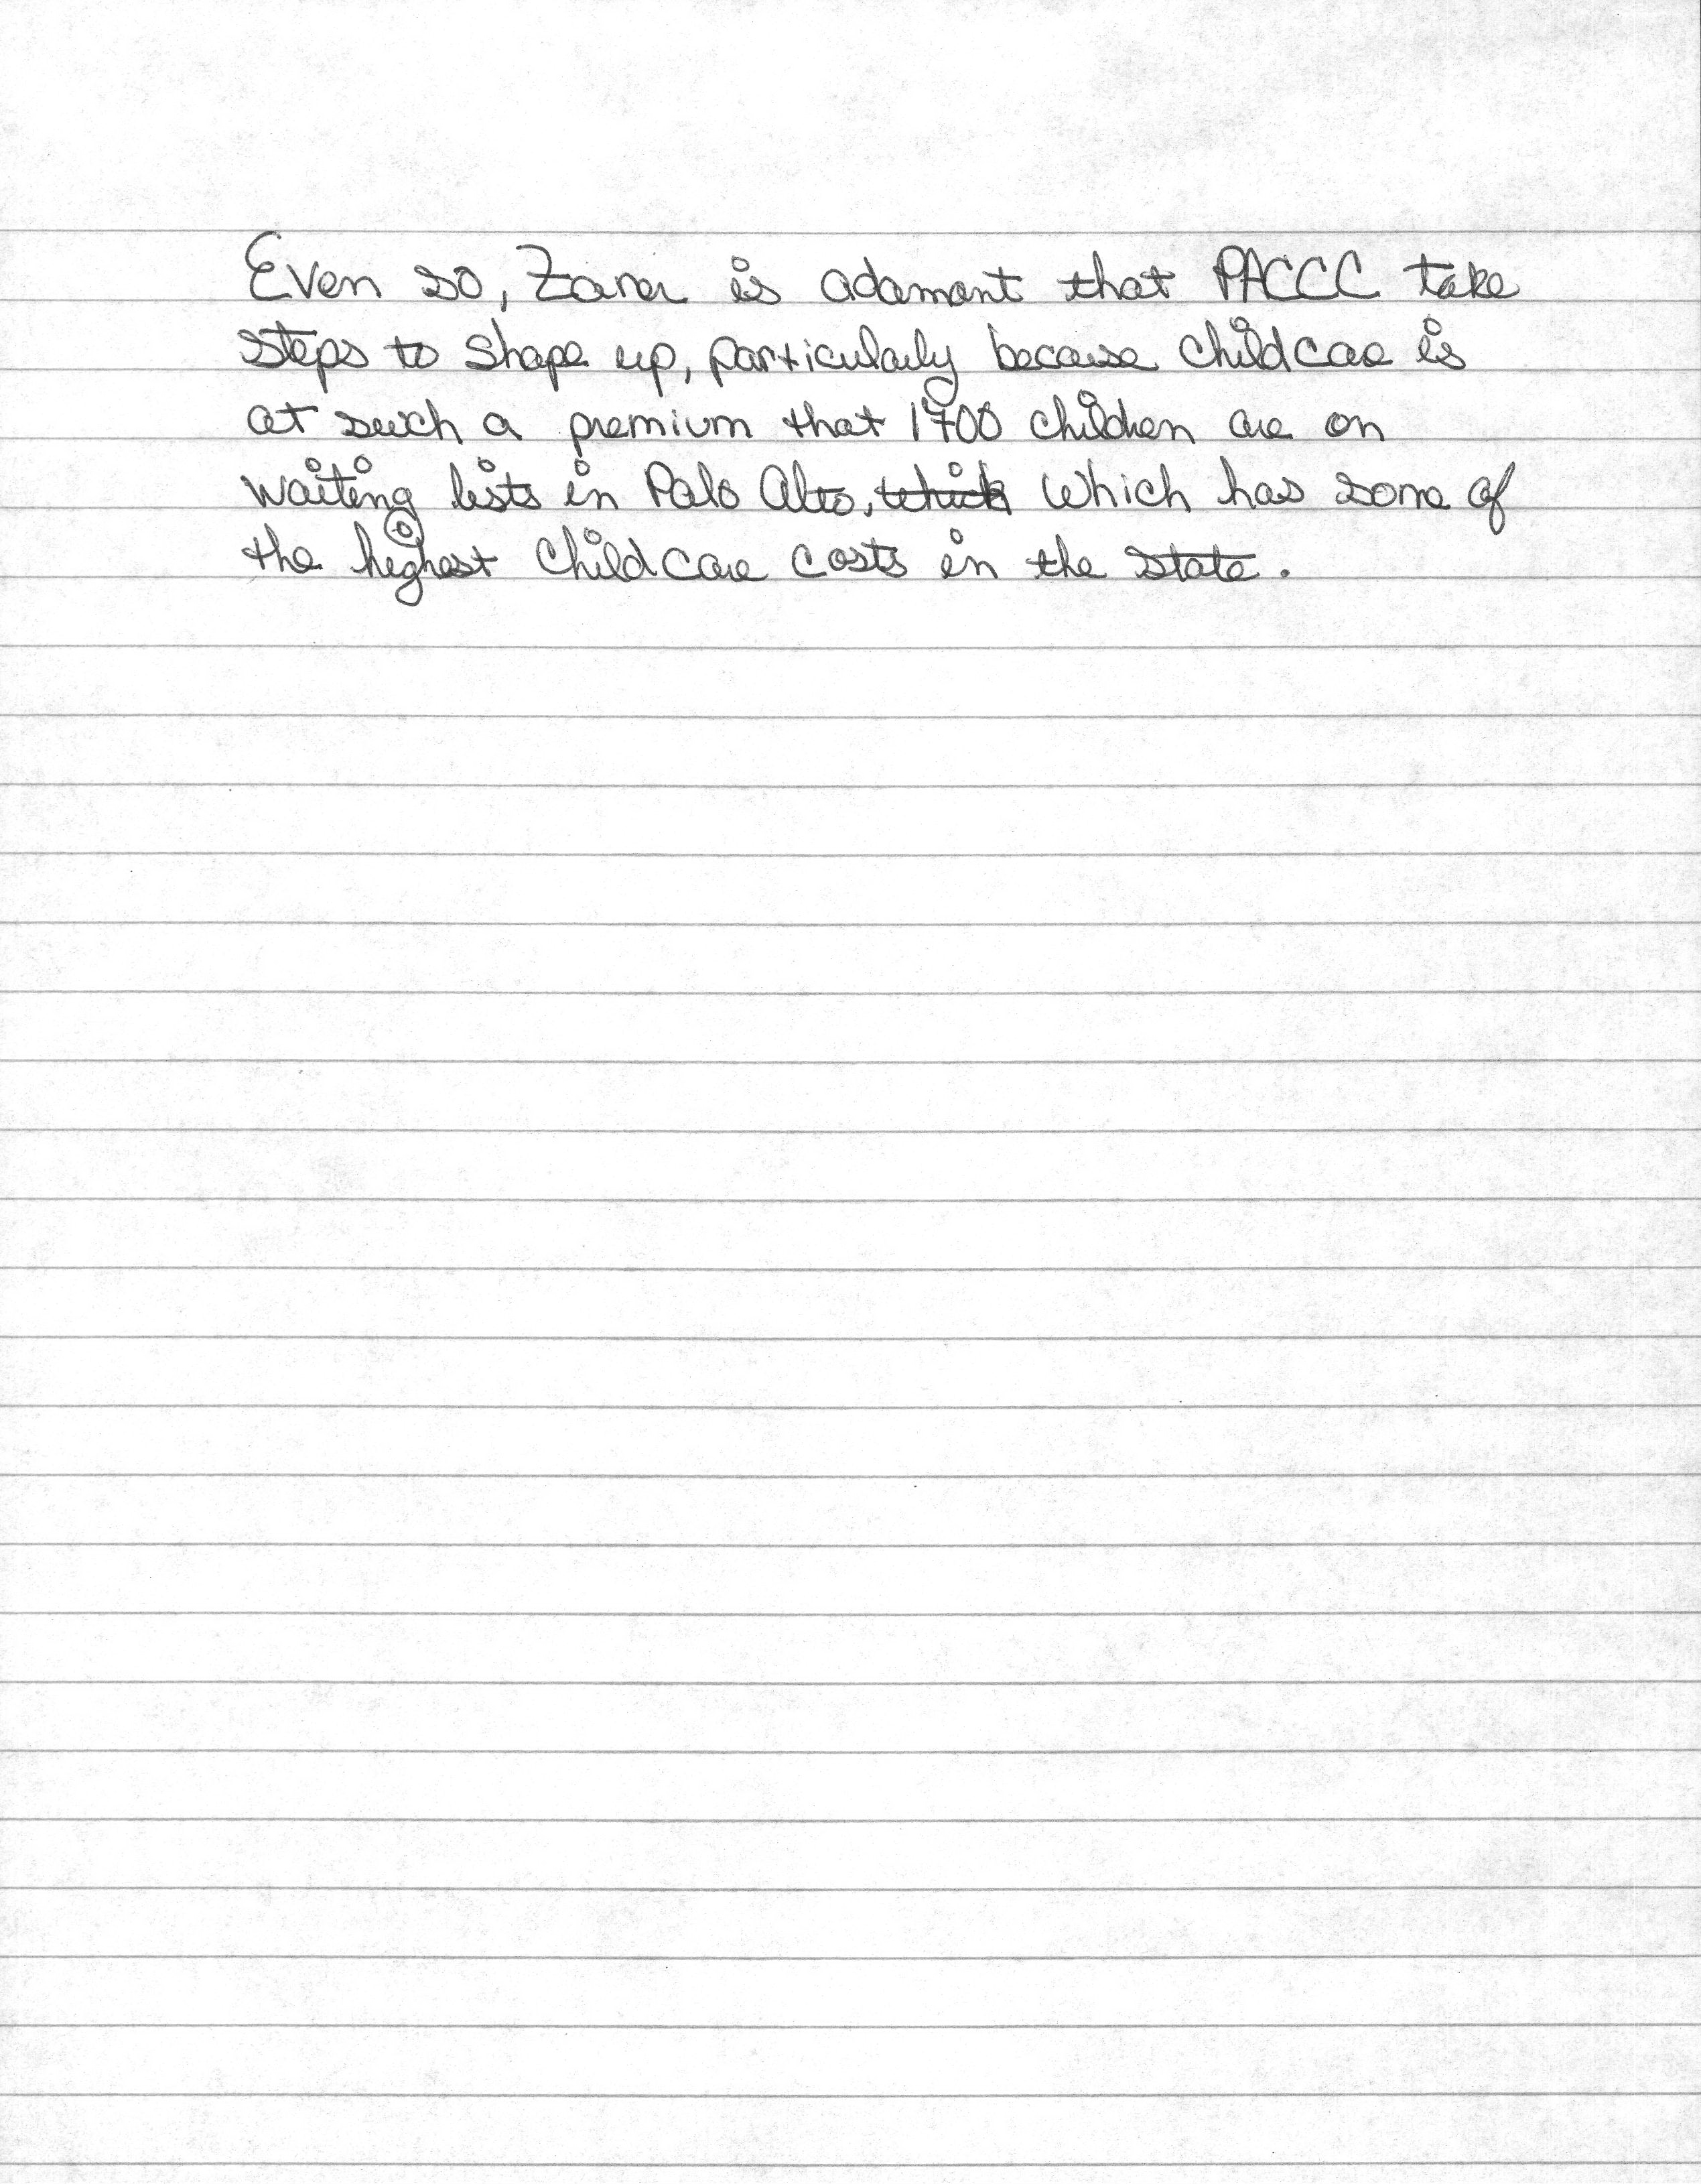 Even so, Zaner is adamant that PACCC take
steps to shape up, particularly because childcare is
at such a premium that 1700 children are on
waiting lists in Palo Alto, which has some of
the highest childcare costs in the state.